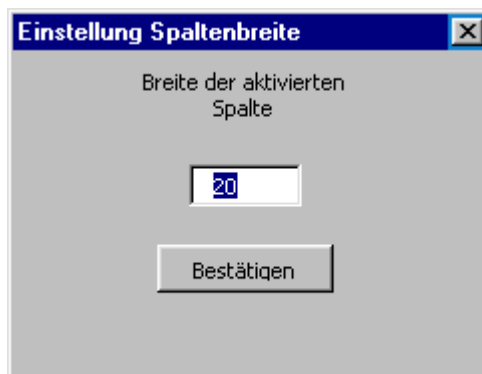 Einstellung Spaltenbreite
Breite der aktivierten
Spalte
20
Bestätigen